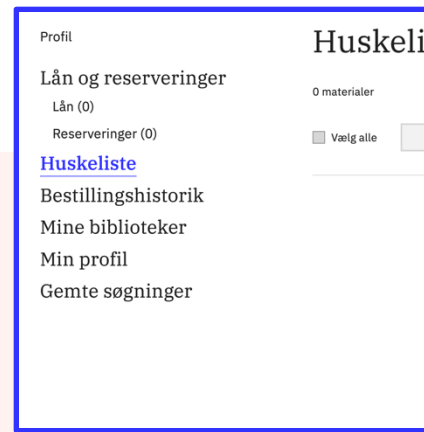 Profil
Lån og reserveringer
Lån (0)
Reserveringer (0)
Huskeliste
Bestillingshistorik
Mine biblioteker
Min profil
Gemte søgninger
Huskeli
0 materialer
Vælg alle